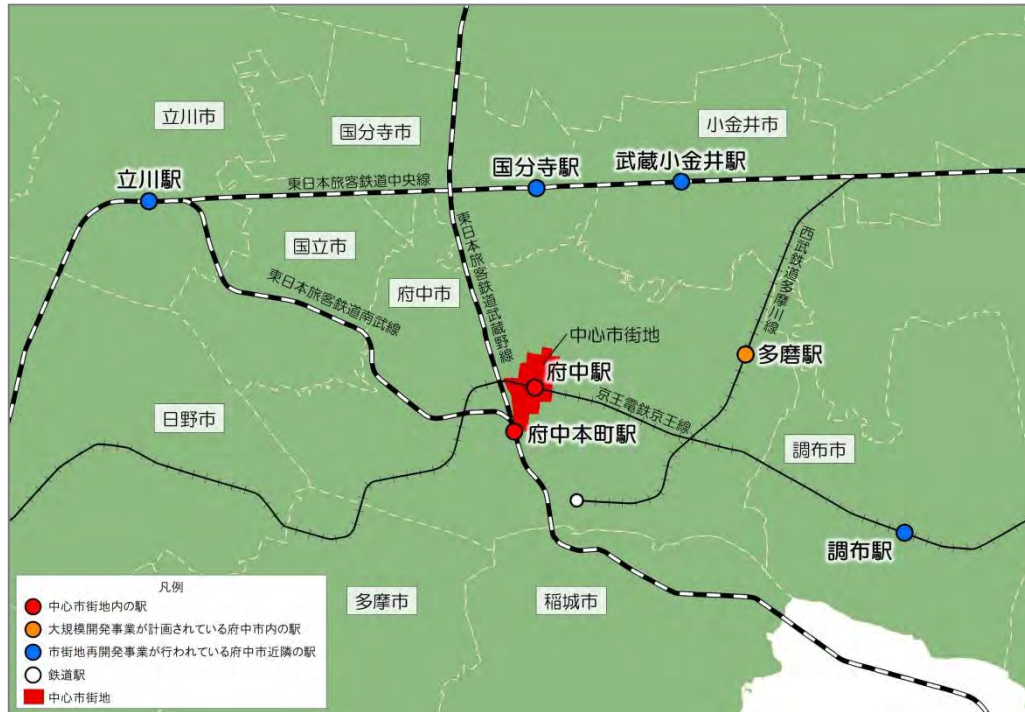 立川市
国分寺市
小金井市
立川駅
東日本旅客鉄道中央線
国分寺駅
武蔵小金井駅
国立市
東日本旅客鉄道南武線
府中市
東日本旅客鉄道武蔵野線
西武鉄道多摩川線
中心市街地
府中駅
多磨駅
京王電鉄京王線
日野市
府中本町駅
調布市
調布駅
多摩市
稲城市
凡例
中心市街地内の駅
大規模開発事業が計画されている府中市内の駅
市街地再開発事業が行われている府中市近隣の駅
鉄道駅
中心市街地